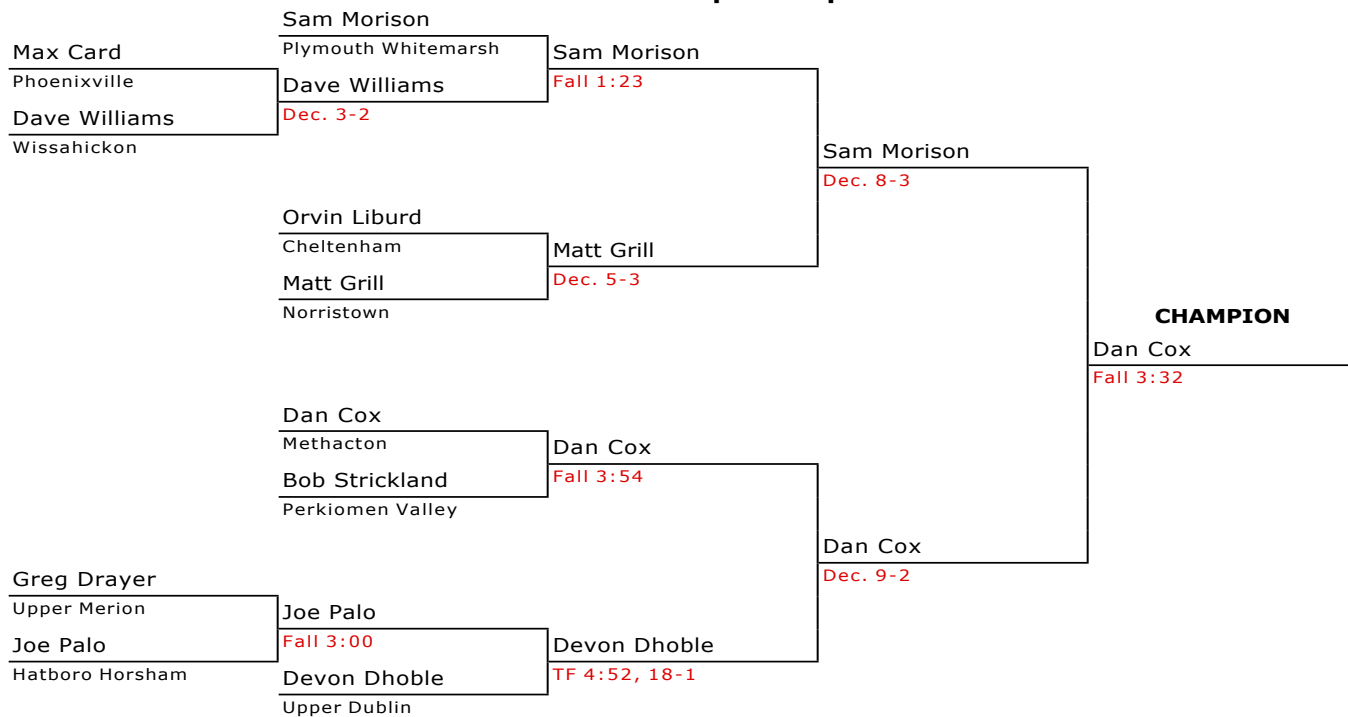 Sam Morison
Max Card
Plymouth Whitemarsh
Sam Morison
Phoenixville
Dave Williams
Fall 1:23
Dave Williams
Dec. 3-2
Wissahickon
Sam Morison
Dec. 8-3
Orvin Liburd
Cheltenham
Matt Grill
Matt Grill
Dec. 5-3
Norristown
CHAMPION
Dan Cox
Fall 3:32
Dan Cox
Methacton
Dan Cox
Bob Strickland
Fall 3:54
Perkiomen Valley
Dan Cox
Greg Drayer
Dec. 9-2
Upper Merion
Joe Palo
Joe Palo
Fall 3:00
Devon Dhoble
Hatboro Horsham
Devon Dhoble
TF 4:52, 18-1
Upper Dublin